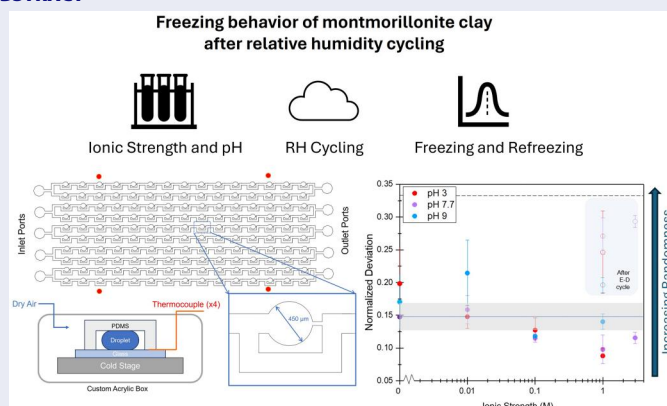 Freezing behavior of montmorillonite clay
after relative humidity cycling
Ionic Strength and pH
RH Cycling
Freezing and Refreezing
Inlet Ports
Outlet Ports
Dry Air
Thermocouple (x4)
PDMS
Droplet
Cold Stage
Custom Acrylic Box
450 µm
Normalized Deviation
0.35
0.30
0.25
0.20
0.15
0.10
0.05
pH 3
pH 7.7
pH 9
After
E-D
cycle
0
0.01
0.1
1
Ionic Strength (M)
Increasing Randomness